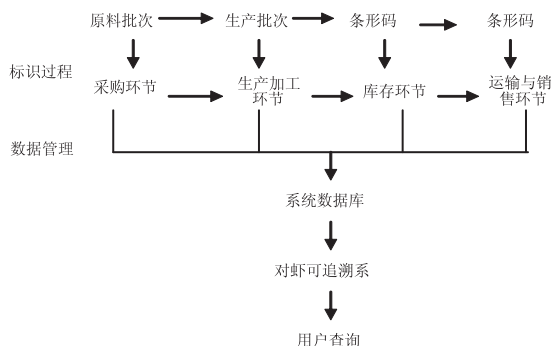 原料批次 生产批次 条形码 条形码
标识过程
采购环节 生产加工 库存环节 运输与销
环节 售环节
数据管理
系统数据库
对虾可追溯系
用户查询